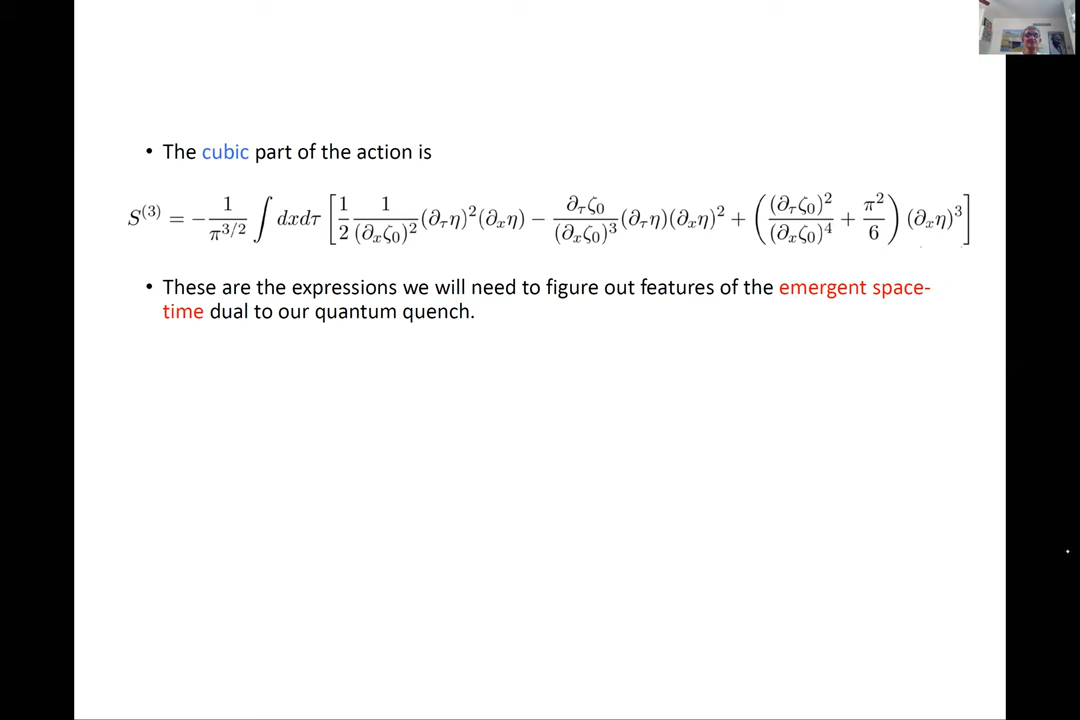 • The cubic part of the action is
S^{(3)} = -\frac{1}{\pi^{3/2}} \int dxd\tau \left[ \frac{1}{2} \frac{1}{(\partial_x \zeta_0)^2} (\partial_\tau \eta)^2 (\partial_x \eta) - \frac{\partial_\tau \zeta_0}{(\partial_x \zeta_0)^3} (\partial_\tau \eta)(\partial_x \eta)^2 + \left( \frac{(\partial_\tau \zeta_0)^2}{(\partial_x \zeta_0)^4} + \frac{\pi^2}{6} \right) (\partial_x \eta)^3 \right]
• These are the expressions we will need to figure out features of the emergent space-
time dual to our quantum quench.